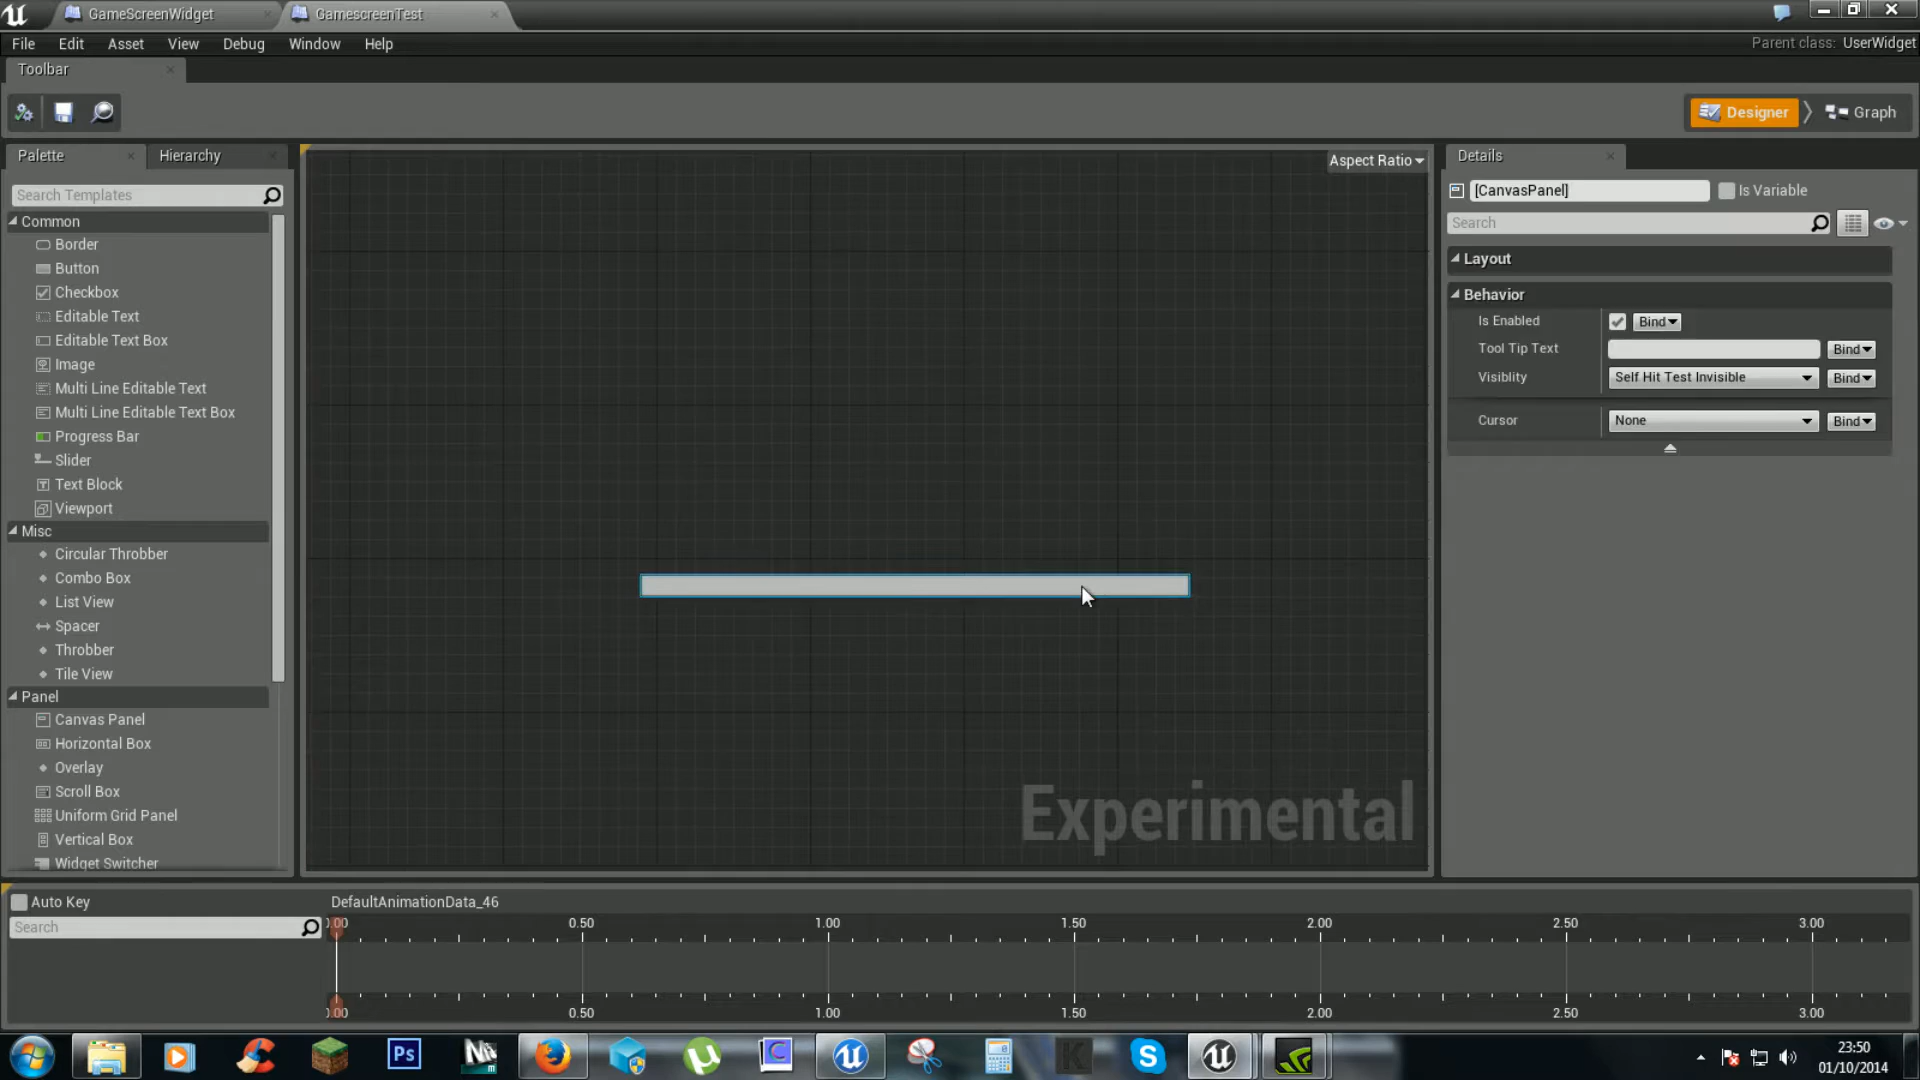 GameScreenWidget
GamescreenTest
File Edit Asset View Debug Window Help
Parent class: UserWidget
Toolbar
Designer
Graph
Palette
Hierarchy
Aspect Ratio
Details
Search Templates
[CanvasPanel]
Is Variable
Search
Common
Border
Button
Checkbox
Editable Text
Editable Text Box
Image
Multi Line Editable Text
Multi Line Editable Text Box
Progress Bar
Slider
Text Block
Viewport
Misc
Circular Throbber
Combo Box
List View
Spacer
Throbber
Tile View
Panel
Canvas Panel
Horizontal Box
Overlay
Scroll Box
Uniform Grid Panel
Vertical Box
Widget Switcher
Layout
Behavior
Is Enabled Bind
Tool Tip Text Bind
Visiblity Self Hit Test Invisible Bind
Cursor None Bind
Experimental
Auto Key
DefaultAnimationData_46
Search
0.00 0.50 1.00 1.50 2.00 2.50 3.00
0.00 0.50 1.00 1.50 2.00 2.50 3.00
Ps
23:50
01/10/2014